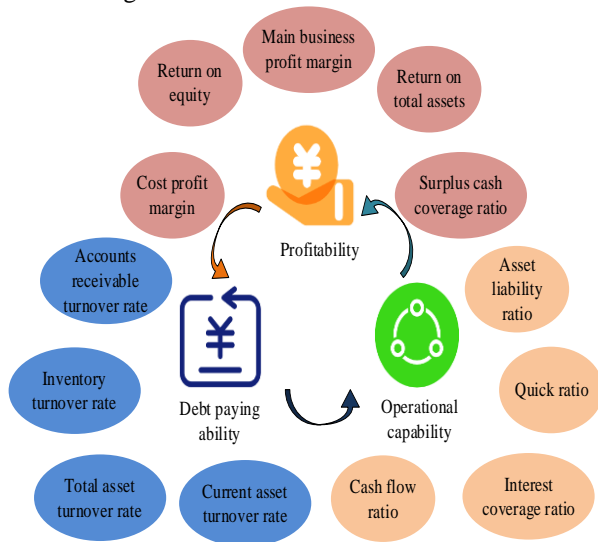 Main business
profit margin
Return on
equity
Return on
total assets
Cost profit
margin
Surplus cash
coverage ratio
Profitability
Accounts
receivable
turnover rate
Asset
liability
ratio
Inventory
turnover rate
Debt paying
ability
Operational
capability
Quick ratio
Total asset
turnover rate
Current asset
turnover rate
Cash flow
ratio
Interest
coverage ratio